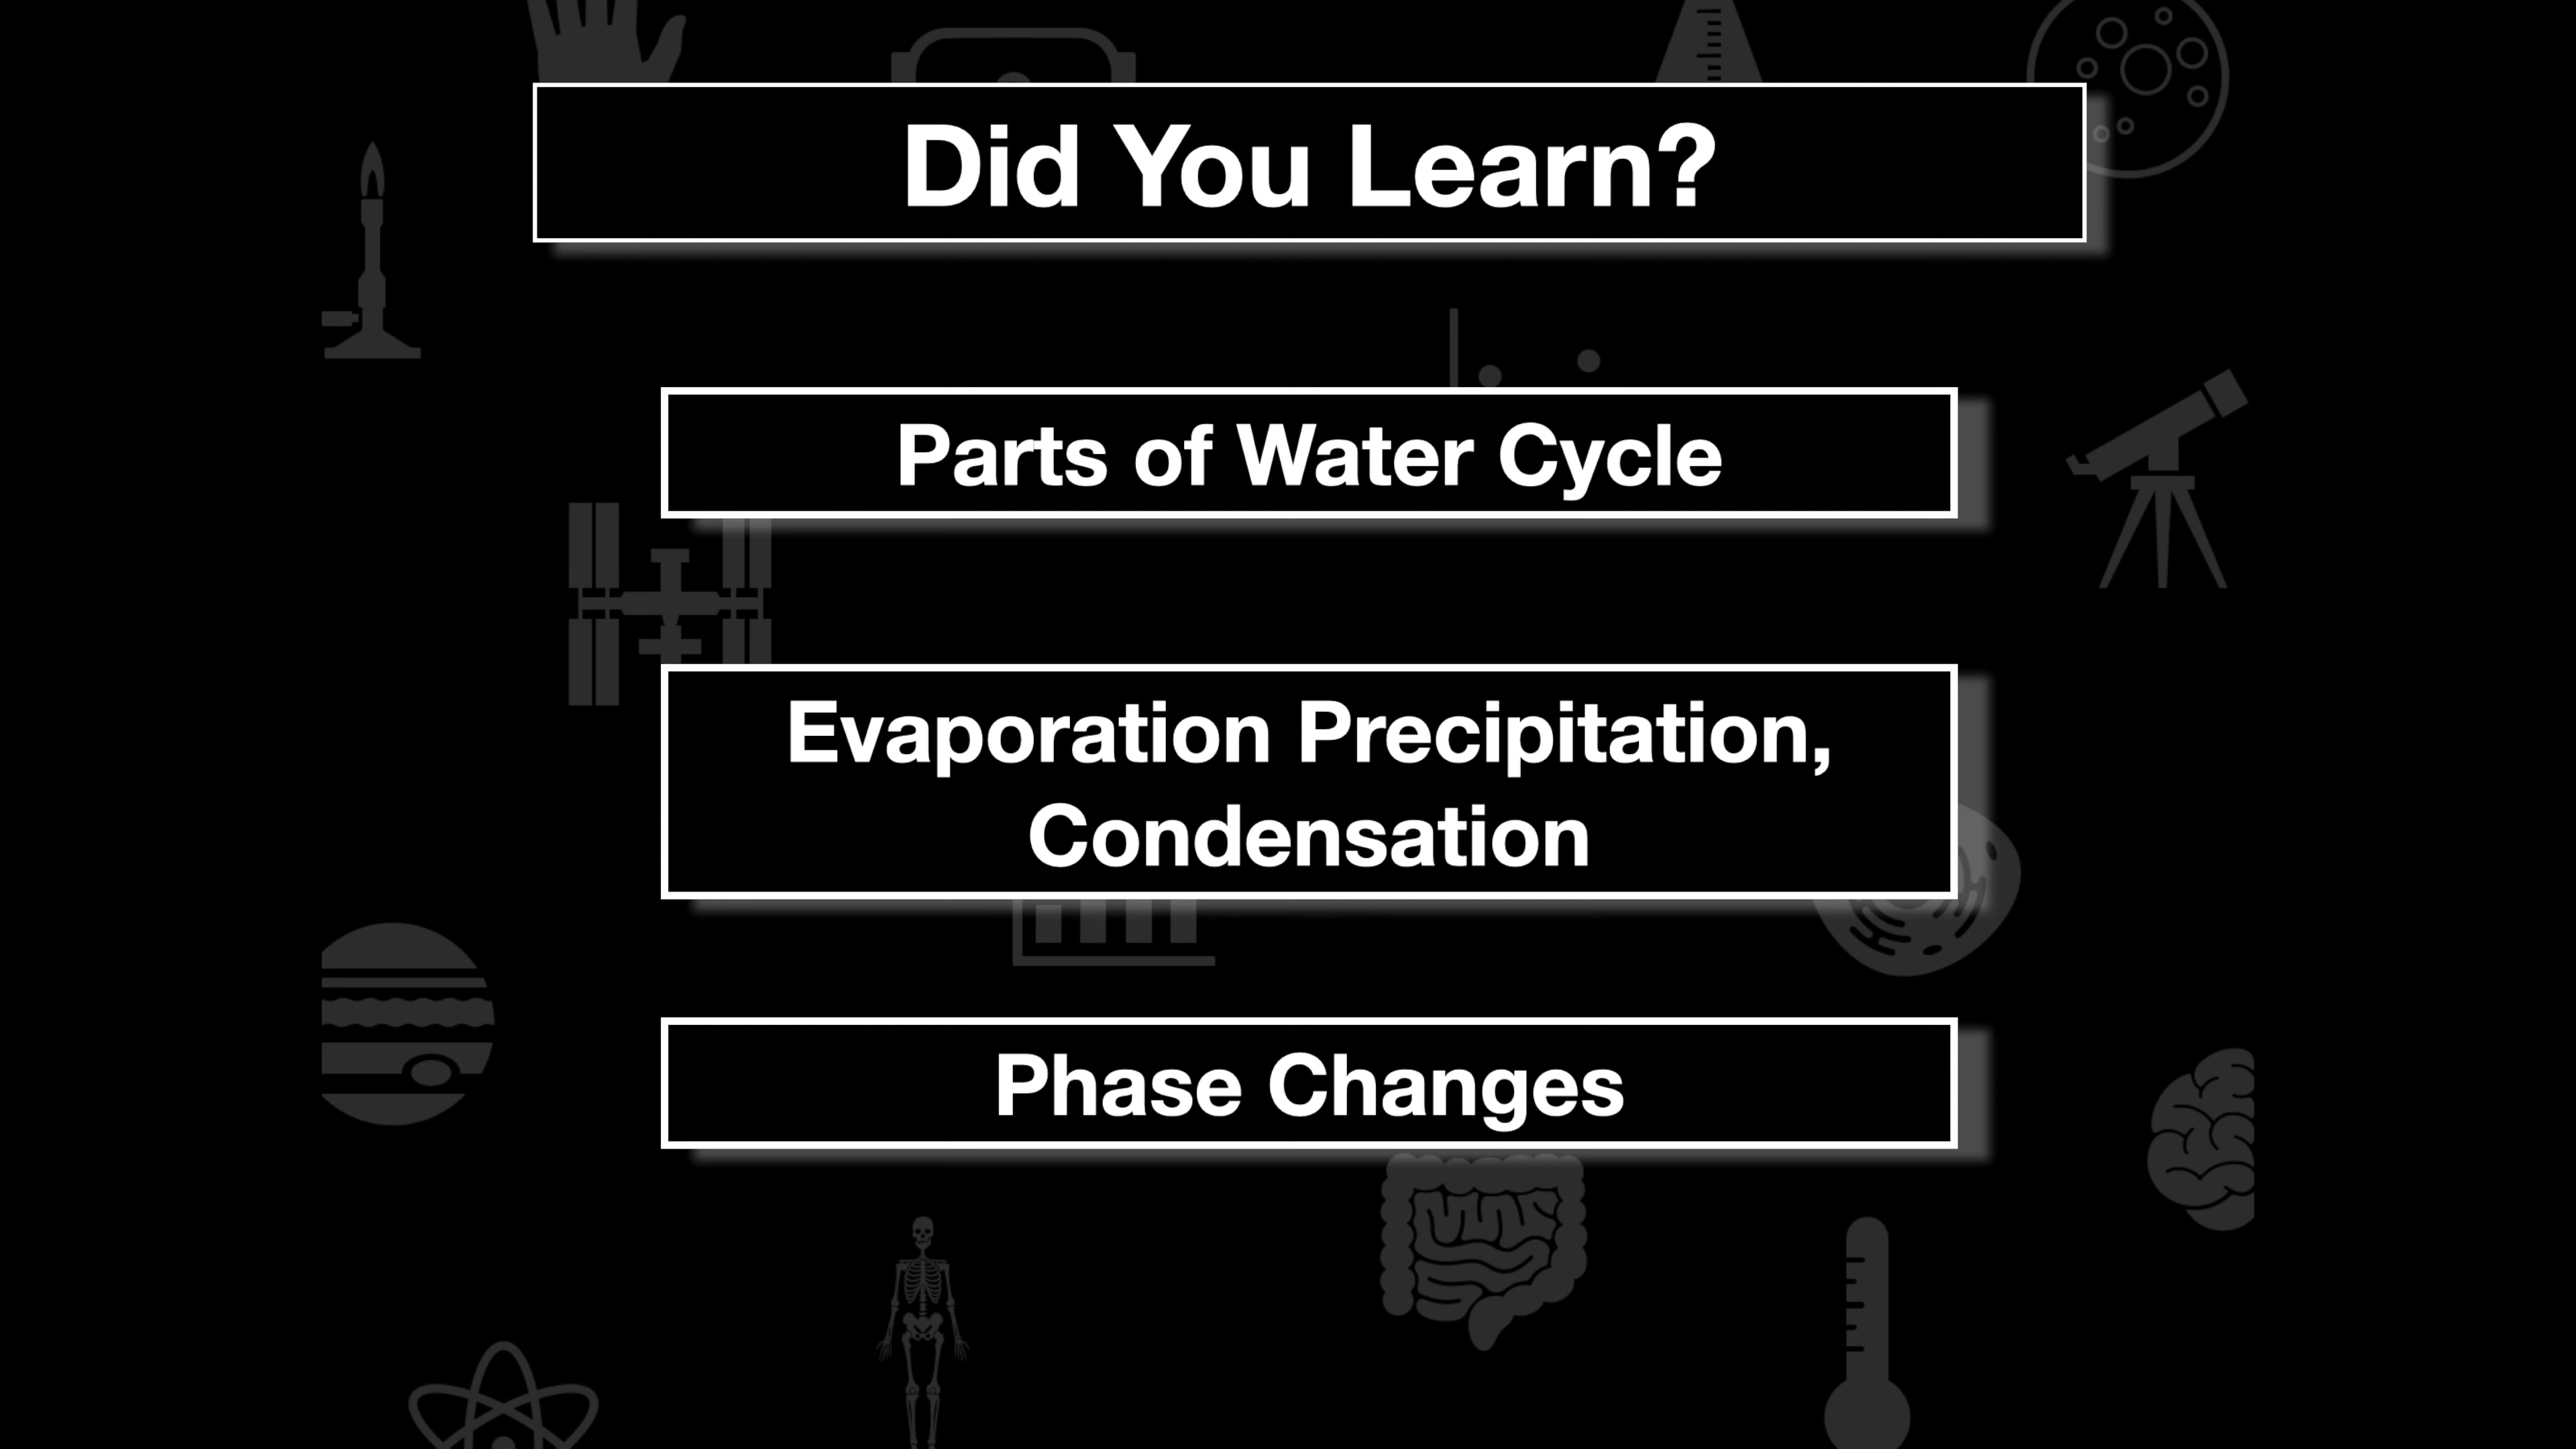 Did You Learn?
Parts of Water Cycle
Evaporation Precipitation,
Condensation
Phase Changes